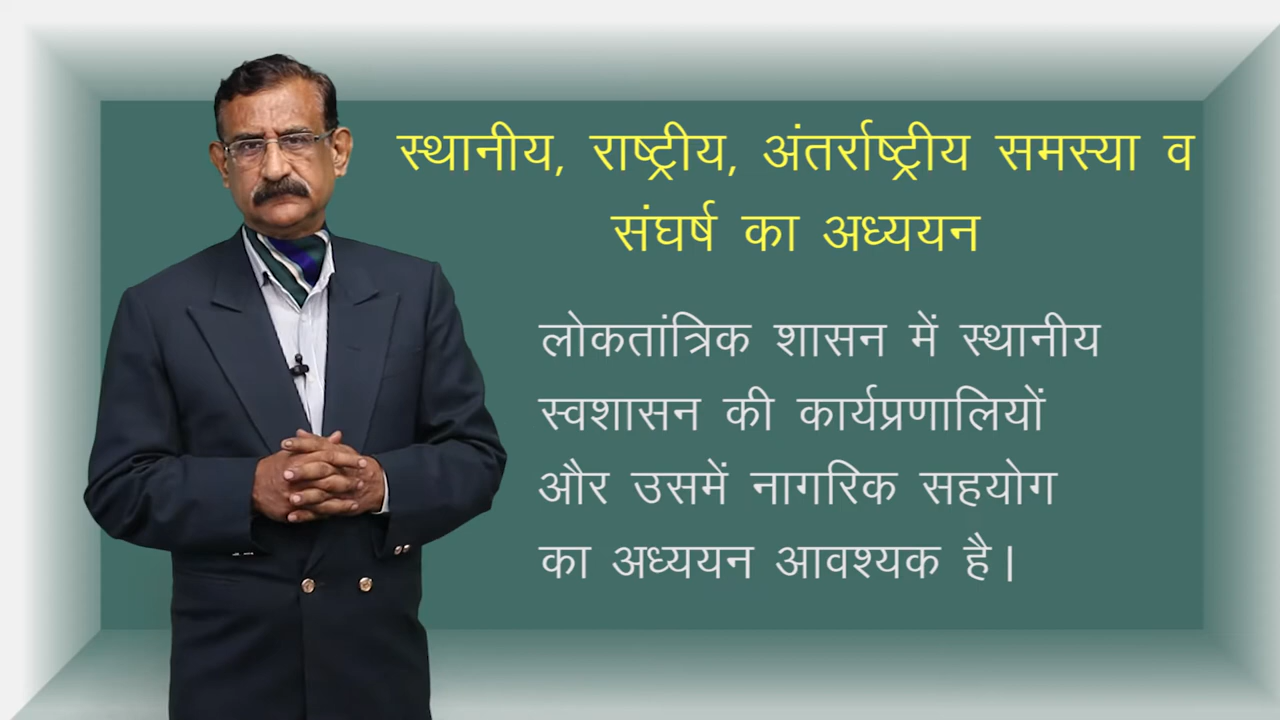 स्थानीय, राष्ट्रीय, अंतर्राष्ट्रीय समस्या व
संघर्ष का अध्ययन
लोकतांत्रिक शासन में स्थानीय
स्वशासन की कार्यप्रणालियों
और उसमें नागरिक सहयोग
का अध्ययन आवश्यक है।